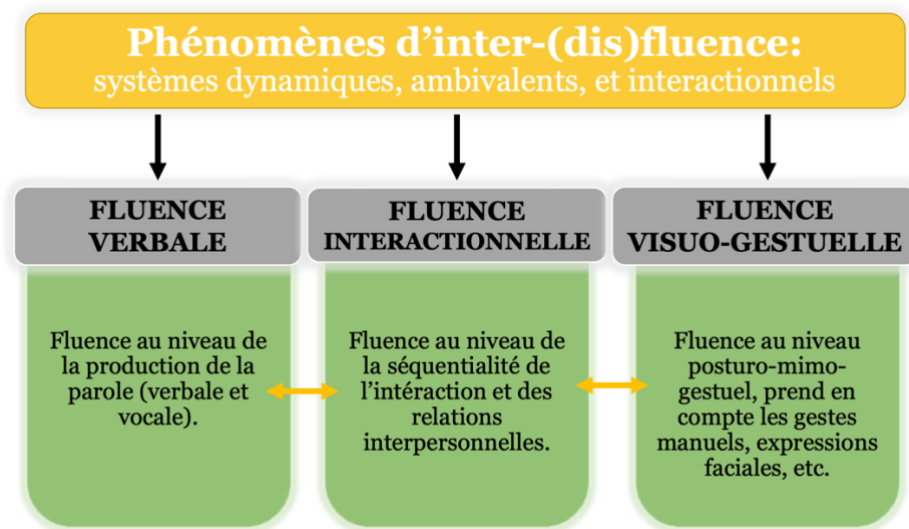 Phénomènes d’inter-(dis)fluence:
systèmes dynamiques, ambivalents, et interactionnels
FLUENCE
VERBALE
Fluence au niveau de
la production de la
parole (verbale et
vocale).
FLUENCE
INTERACTIONNELLE
Fluence au niveau de
la séquentialité de
l’intéraction et des
relations
interpersonnelles.
FLUENCE
VISUO-GESTUELLE
Fluence au niveau
posturo-mimo-
gestuel, prend en
compte les gestes
manuels, expressions
faciales, etc.